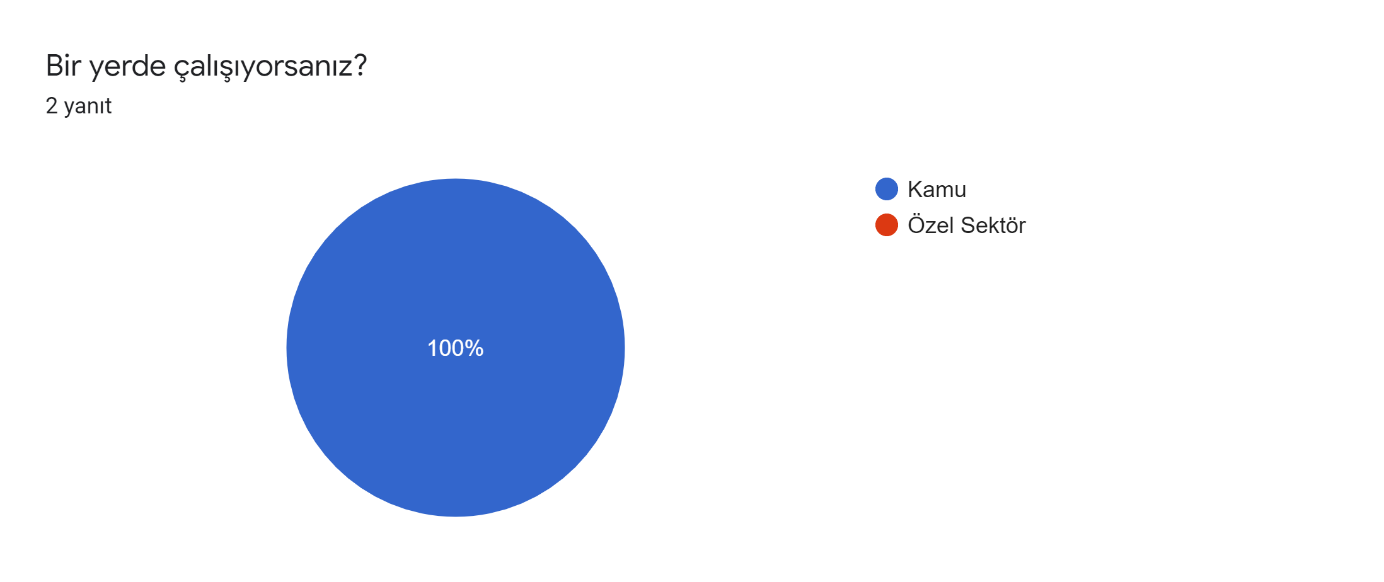 Bir yerde çalışıyorsanız?
2 yanıt
Kamu
Özel Sektör
100%